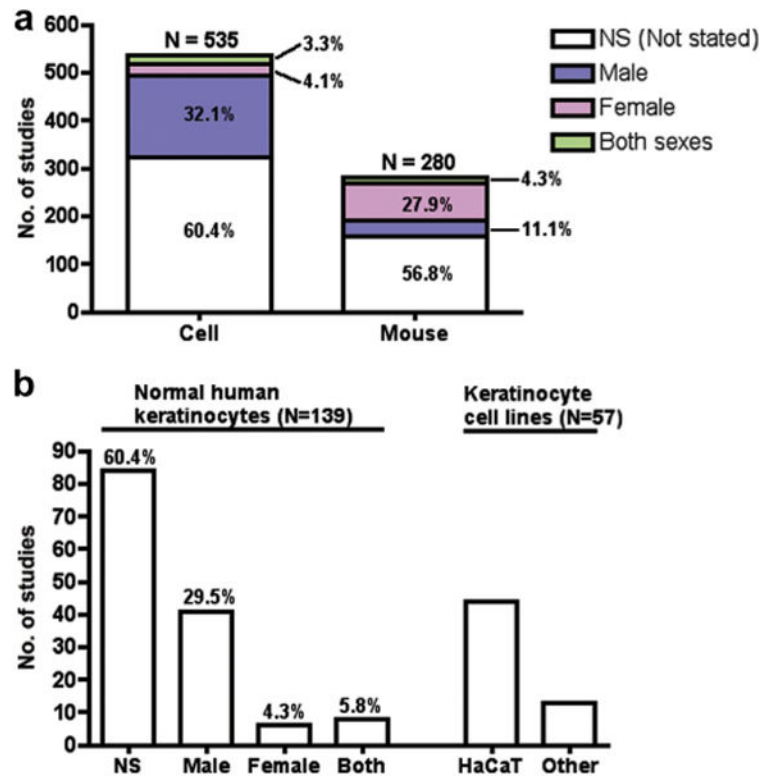 a
No. of studies
600
500
400
300
200
100
0
N = 535
3.3%
4.1%
32.1%
60.4%
N = 280
4.3%
27.9%
11.1%
56.8%
Cell
Mouse
NS (Not stated)
Male
Female
Both sexes
b
Normal human
keratinocytes (N=139)
Keratinocyte
cell lines (N=57)
No. of studies
90
80
70
60
50
40
30
20
10
0
60.4%
29.5%
4.3%
5.8%
NS
Male
Female
Both
HaCaT
Other